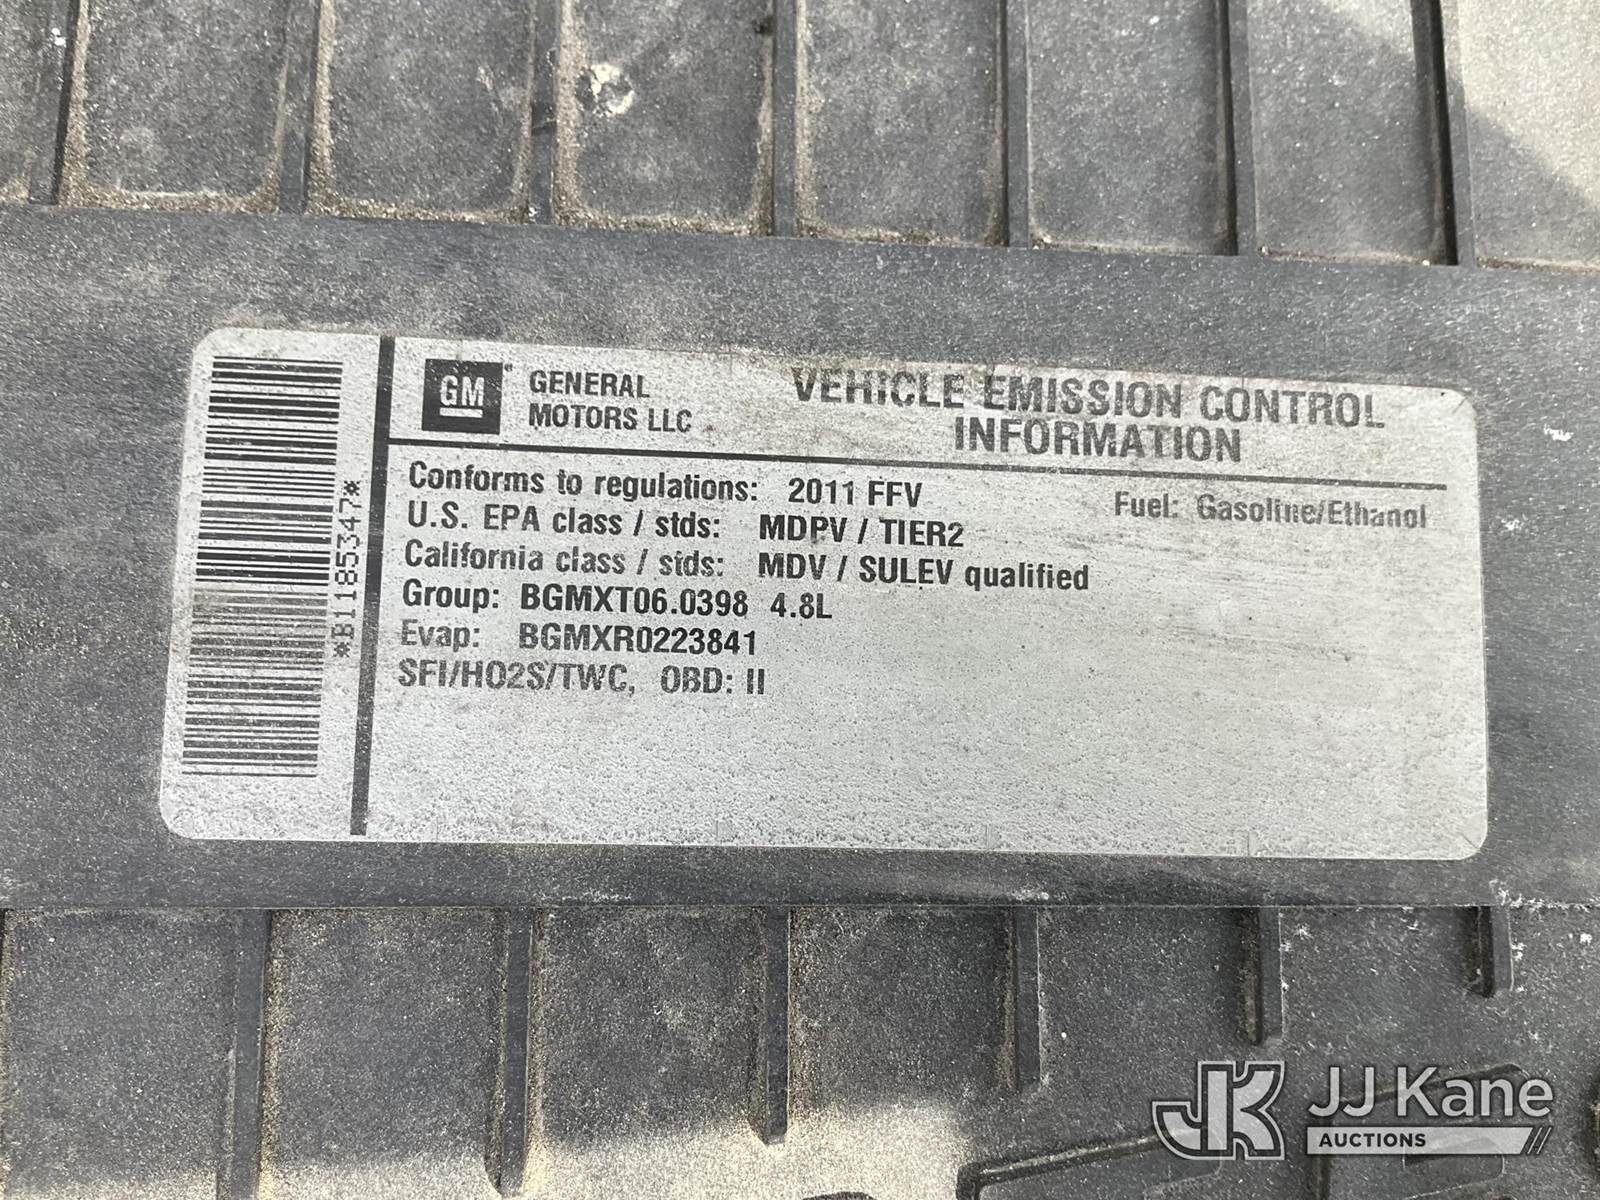 GM
GENERAL
MOTORS LLC
VEHICLE EMISSION CONTROL
INFORMATION
Conforms to regulations: 2011 FFV
Fuel: Gasoline/Ethanol
U.S. EPA class / stds: MDPV / TIER2
California class / stds: MDV / SULEV qualified
Group: BGMXT06.0398 4.8L
Evap: BGMXR0223841
SFI/HO2S/TWC, OBD: II
*B1185347*
JK JJ Kane
AUCTIONS